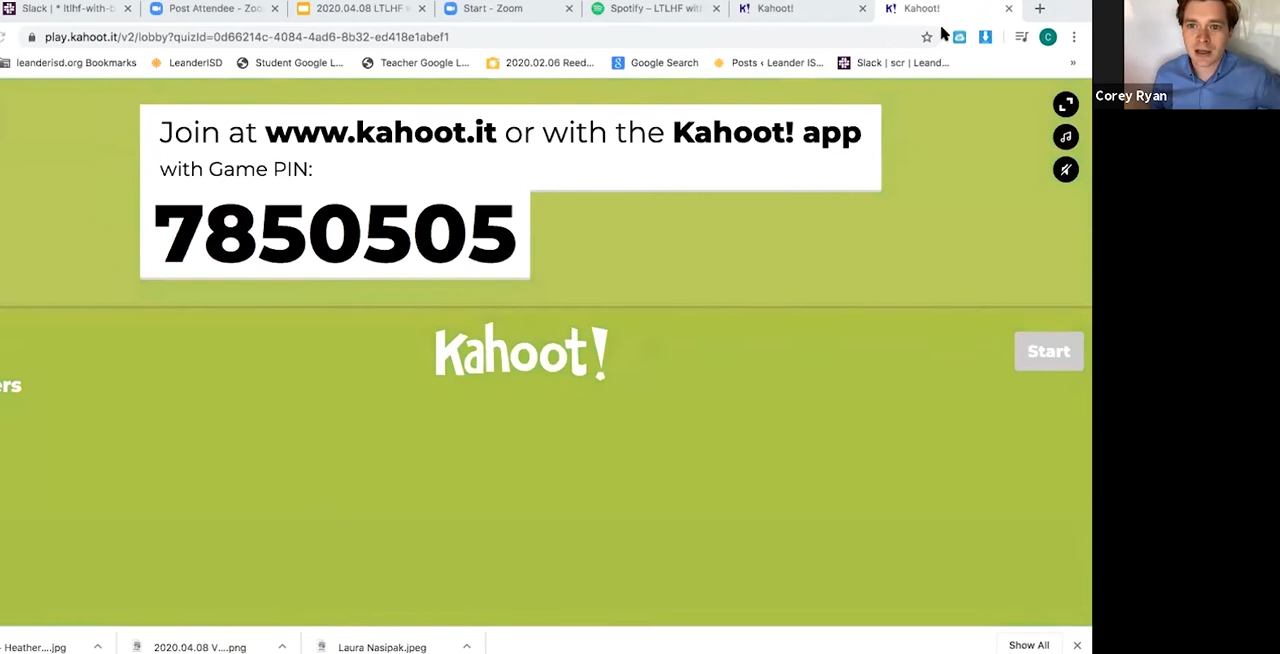 Slack | * ltlhf-with-b
Post Attendee - Zoo
2020.04.08 LTLHF w
Start - Zoom
Spotify – LTLHF wit
K! Kahoot!
K! Kahoot!
play.kahoot.it/v2/lobby?quizId=0d66214c-4084-4ad6-8b32-ed418e1abef1
C
leanderisd.org Bookmarks
LeanderISD
Student Google L...
Teacher Google L...
2020.02.06 Reed...
Google Search
Posts ‹ Leander IS...
Slack | scr | Leand...
»
Corey Ryan
Join at www.kahoot.it or with the Kahoot! app
with Game PIN:
7850505
Kahoot!
Start
ers
- Heather....jpg
2020.04.08 V....png
Laura Nasipak.jpeg
Show All